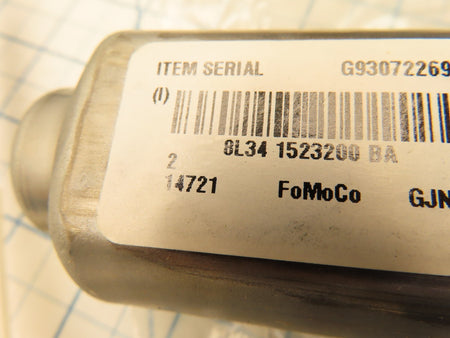 ITEM SERIAL G93072269
(I)
8L34 1523200 BA
2
14721 FoMoCo GJN